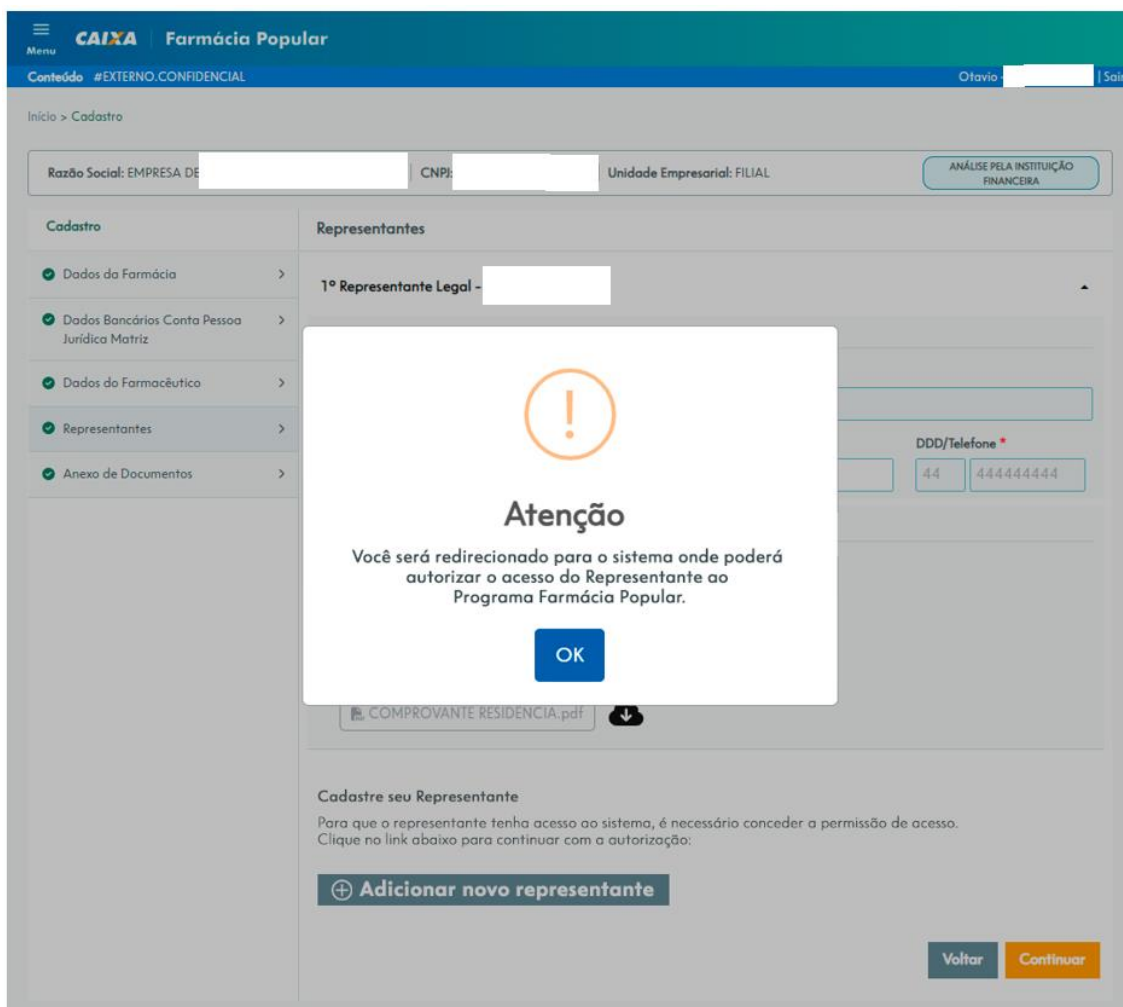 Menu
CAIXA Farmácia Popular
Conteúdo #EXTERNO.CONFIDENCIAL
Otavio - | Sair
Início > Cadastro
Razão Social: EMPRESA DE
CNPJ:
Unidade Empresarial: FILIAL
ANÁLISE PELA INSTITUIÇÃO
FINANCEIRA
Cadastro
Dados da Farmácia
Dados Bancários Conta Pessoa
Jurídica Matriz
Dados do Farmacêutico
Representantes
Anexo de Documentos
Representantes
1º Representante Legal -
DDD/Telefone *
44 444444444
Atenção
Você será redirecionado para o sistema onde poderá
autorizar o acesso do Representante ao
Programa Farmácia Popular.
OK
COMPROVANTE RESIDENCIA.pdf
Cadastre seu Representante
Para que o representante tenha acesso ao sistema, é necessário conceder a permissão de acesso.
Clique no link abaixo para continuar com a autorização:
Adicionar novo representante
Voltar
Continuar